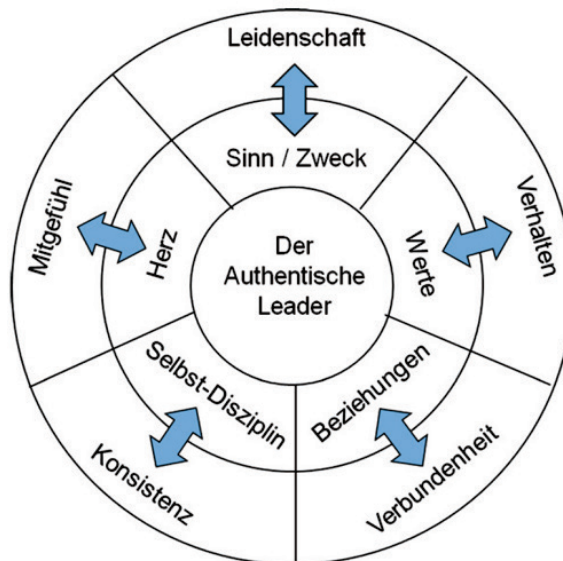 Leidenschaft
Sinn / Zweck
Mitgefühl
Herz
Der
Authentische
Leader
Werte
Verhalten
Selbst-Disziplin
Beziehungen
Konsistenz
Verbundenheit